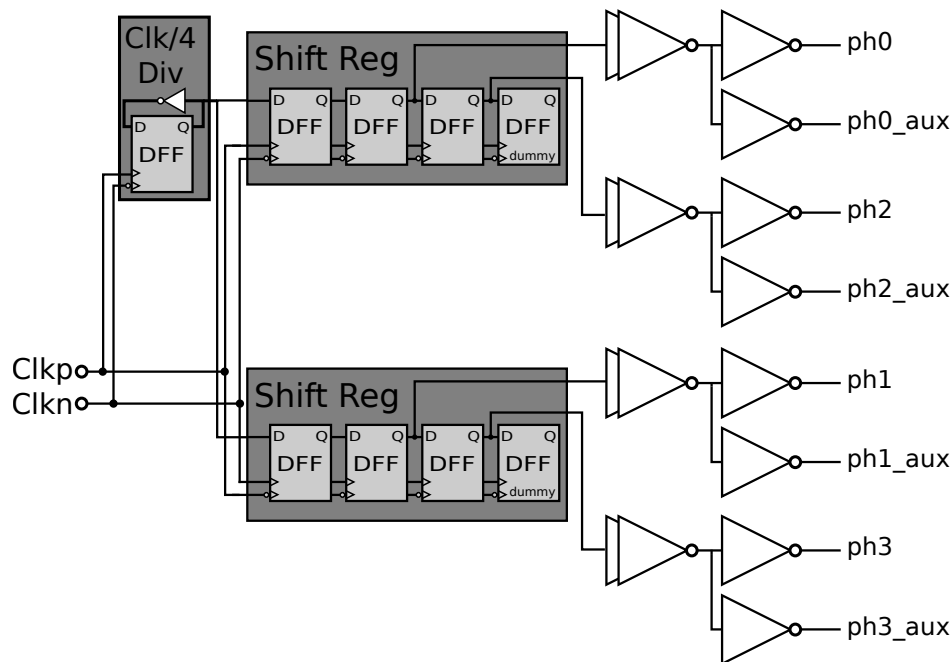 Clk/4
Div
D Q
DFF
Shift Reg
D Q D Q D Q D Q
DFF DFF DFF DFF
dummy
ph0
ph0_aux
ph2
ph2_aux
Clkp
Clkn
Shift Reg
D Q D Q D Q D Q
DFF DFF DFF DFF
dummy
ph1
ph1_aux
ph3
ph3_aux